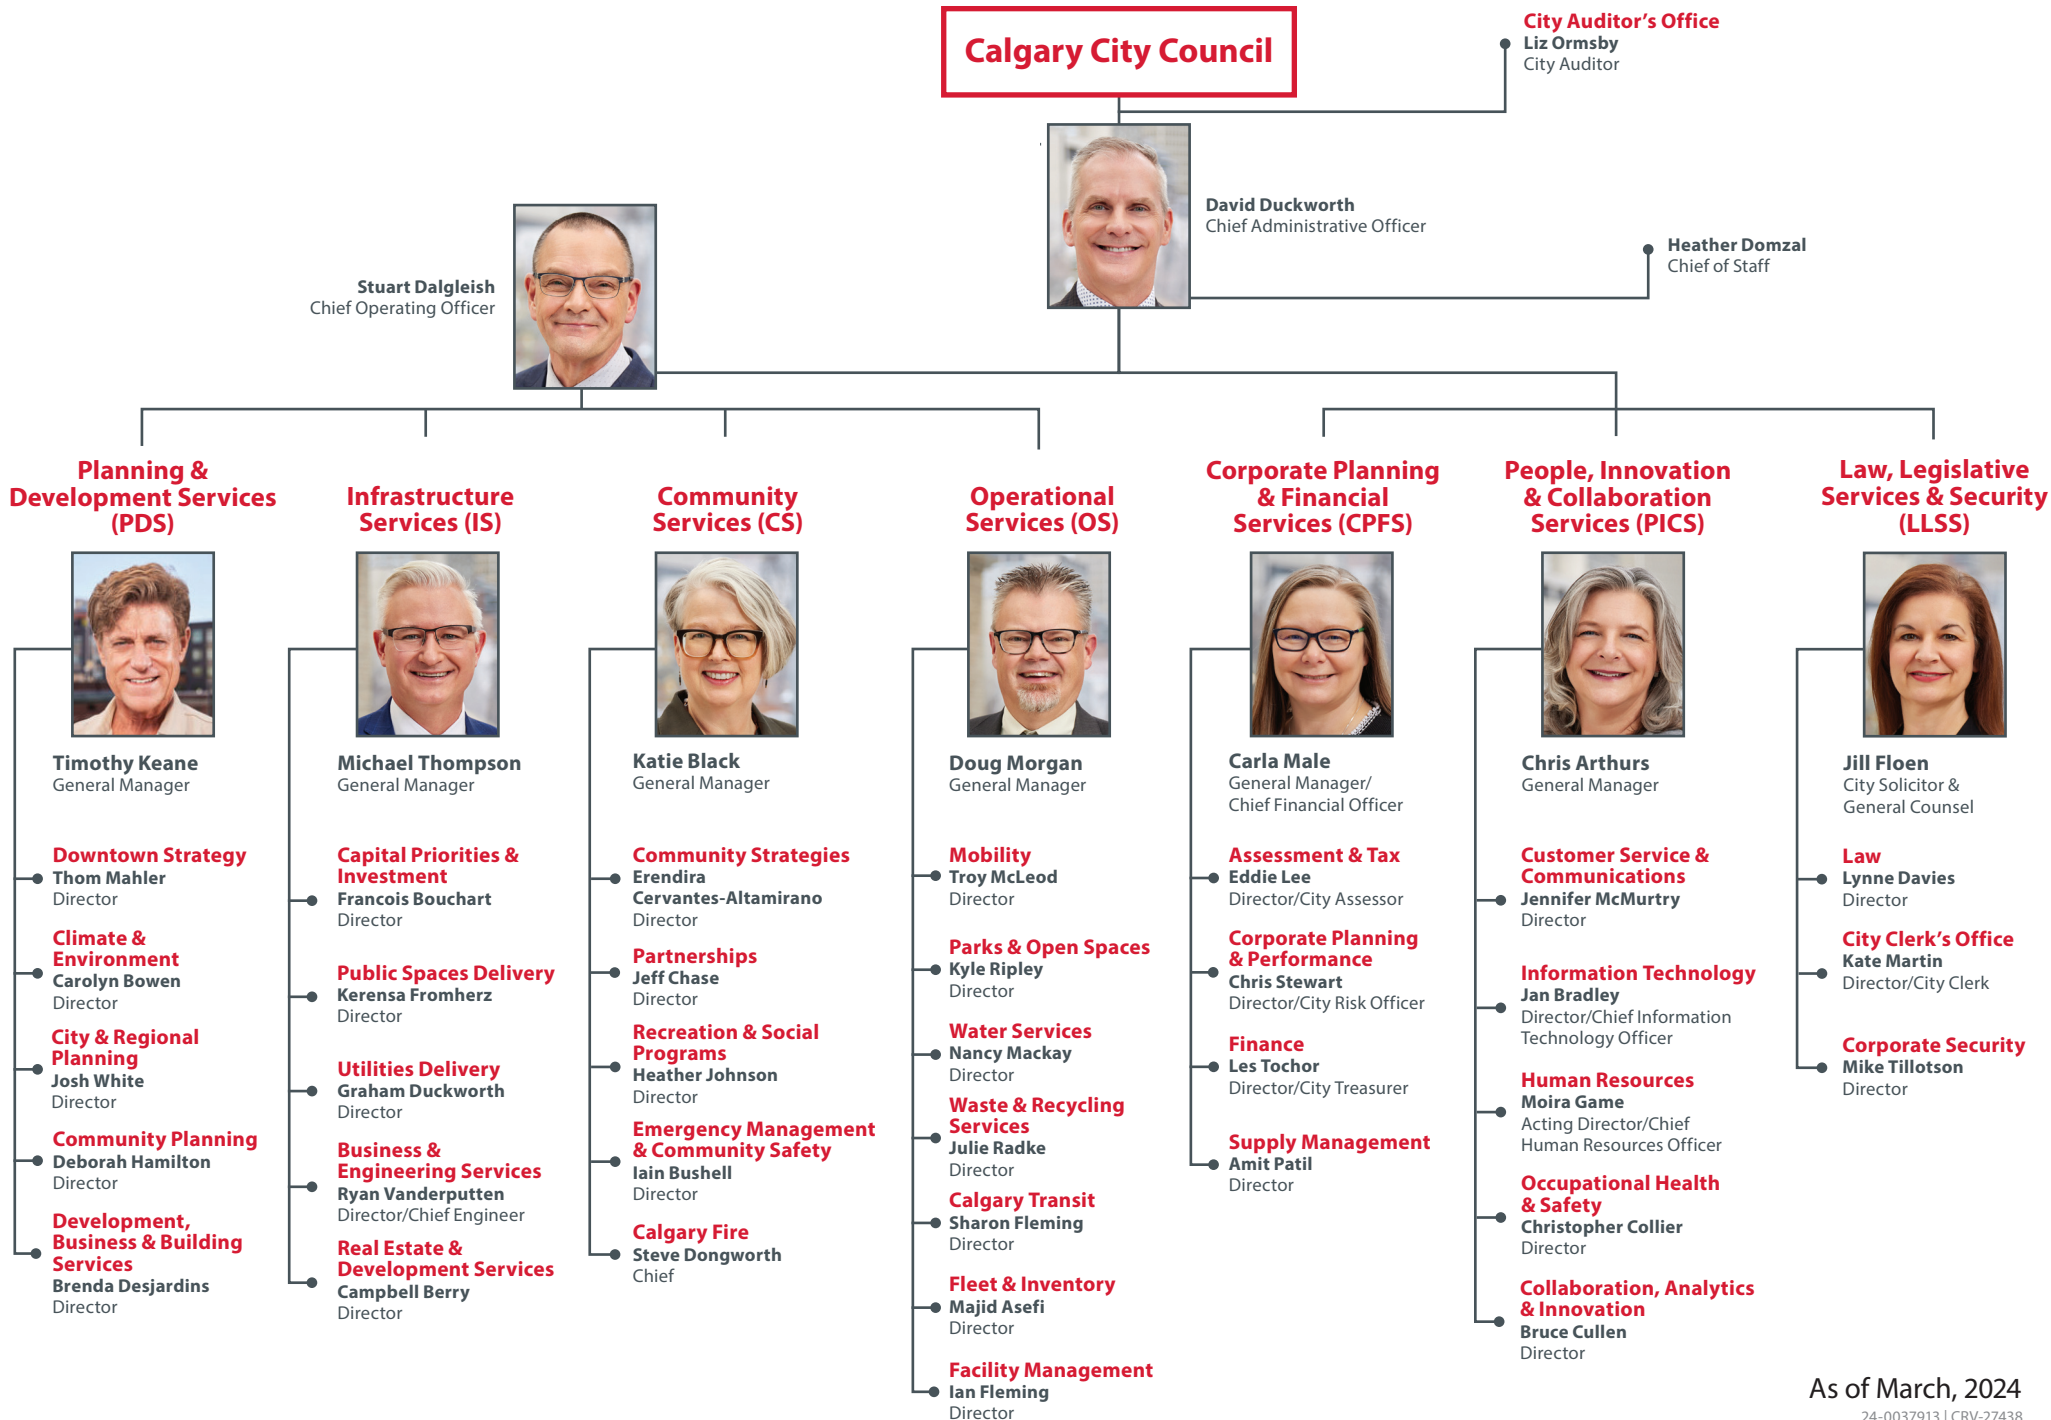 Calgary City Council
City Auditor's Office
Liz Ormsby
City Auditor
David Duckworth
Chief Administrative Officer
Heather Domzal
Chief of Staff
Stuart Dalgleish
Chief Operating Officer
Planning &
Development Services
(PDS)
Timothy Keane
General Manager
Downtown Strategy
Thom Mahler
Director
Climate &
Environment
Carolyn Bowen
Director
City & Regional
Planning
Josh White
Director
Community Planning
Deborah Hamilton
Director
Development,
Business & Building
Services
Brenda Desjardins
Director
Infrastructure
Services (IS)
Michael Thompson
General Manager
Capital Priorities &
Investment
Francois Bouchart
Director
Public Spaces Delivery
Kerensa Fromherz
Director
Utilities Delivery
Graham Duckworth
Director
Business &
Engineering Services
Ryan Vanderputten
Director/Chief Engineer
Real Estate &
Development Services
Campbell Berry
Director
Community
Services (CS)
Katie Black
General Manager
Community Strategies
Erendira
Cervantes-Altamirano
Director
Partnerships
Jeff Chase
Director
Recreation & Social
Programs
Heather Johnson
Director
Emergency Management
& Community Safety
Iain Bushell
Director
Calgary Fire
Steve Dongworth
Chief
Operational
Services (OS)
Doug Morgan
General Manager
Mobility
Troy McLeod
Director
Parks & Open Spaces
Kyle Ripley
Director
Water Services
Nancy Mackay
Director
Waste & Recycling
Services
Julie Radke
Director
Calgary Transit
Sharon Fleming
Director
Fleet & Inventory
Majid Asefi
Director
Facility Management
Ian Fleming
Director
Corporate Planning
& Financial
Services (CPFS)
Carla Male
General Manager/
Chief Financial Officer
Assessment & Tax
Eddie Lee
Director/City Assessor
Corporate Planning
& Performance
Chris Stewart
Director/City Risk Officer
Finance
Les Tochor
Director/City Treasurer
Supply Management
Amit Patil
Director
People, Innovation
& Collaboration
Services (PICS)
Chris Arthurs
General Manager
Customer Service &
Communications
Jennifer McMurtry
Director
Information Technology
Jan Bradley
Director/Chief Information
Technology Officer
Human Resources
Moira Game
Acting Director/Chief
Human Resources Officer
Occupational Health
& Safety
Christopher Collier
Director
Collaboration, Analytics
& Innovation
Bruce Cullen
Director
Law, Legislative
Services & Security
(LLSS)
Jill Floen
City Solicitor &
General Counsel
Law
Lynne Davies
Director
City Clerk's Office
Kate Martin
Director/City Clerk
Corporate Security
Mike Tillotson
Director
As of March, 2024
24-0037913 | CRV-27438